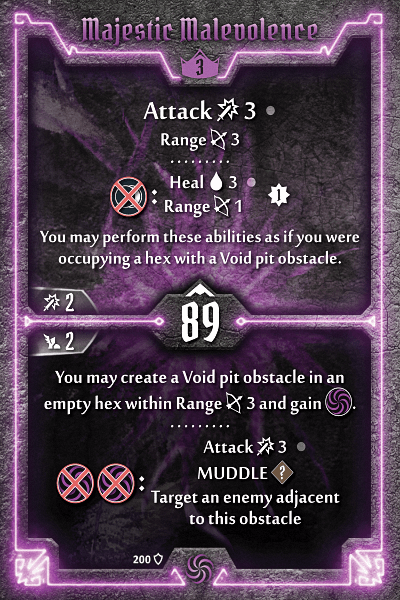 Majestic Malevolence
3
Attack 3
Range 3
: Heal 3
Range 1
You may perform these abilities as if you were
occupying a hex with a Void pit obstacle.
2
89
2
You may create a Void pit obstacle in an
empty hex within Range 3 and gain .
Attack 3
: MUDDLE ?
Target an enemy adjacent
to this obstacle
200